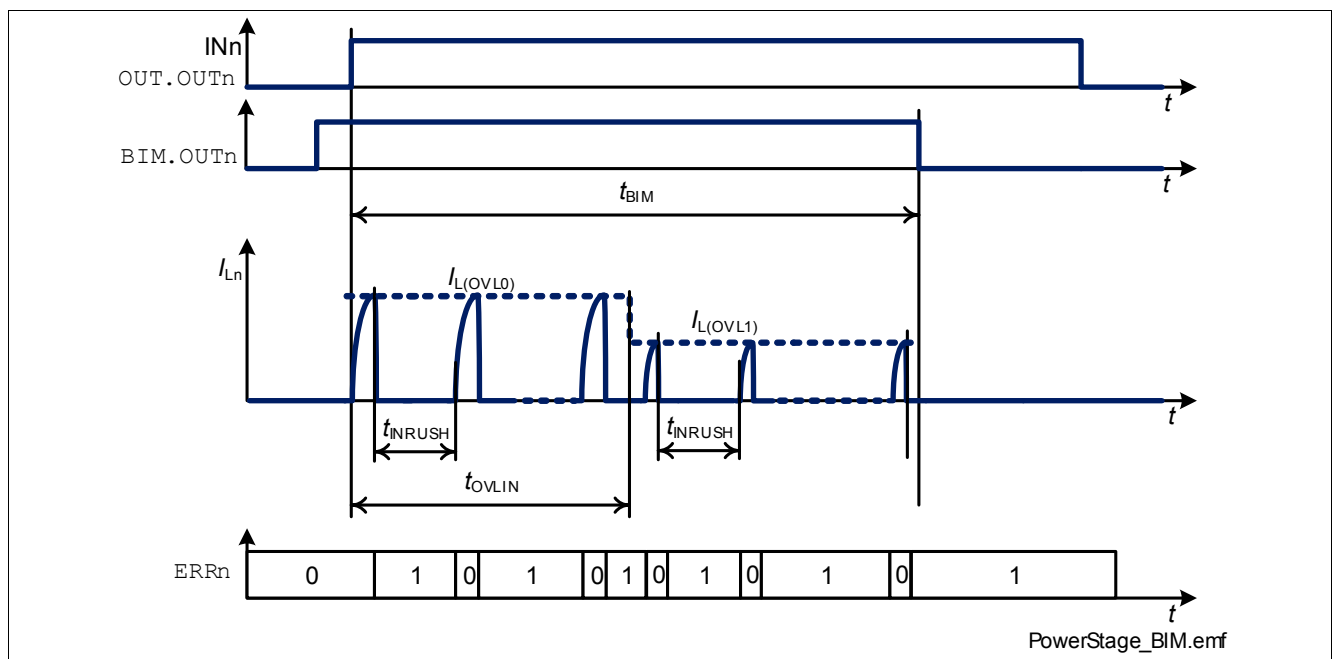 INn
OUT.OUTn
t
BIM.OUTn
t
tBIM
ILn
IL(OVL0)
IL(OVL1)
t
tINRUSH
tINRUSH
tOVLIN
ERRn
0 1 0 1 0 1 0 1 0 1 0 1
t
PowerStage_BIM.emf